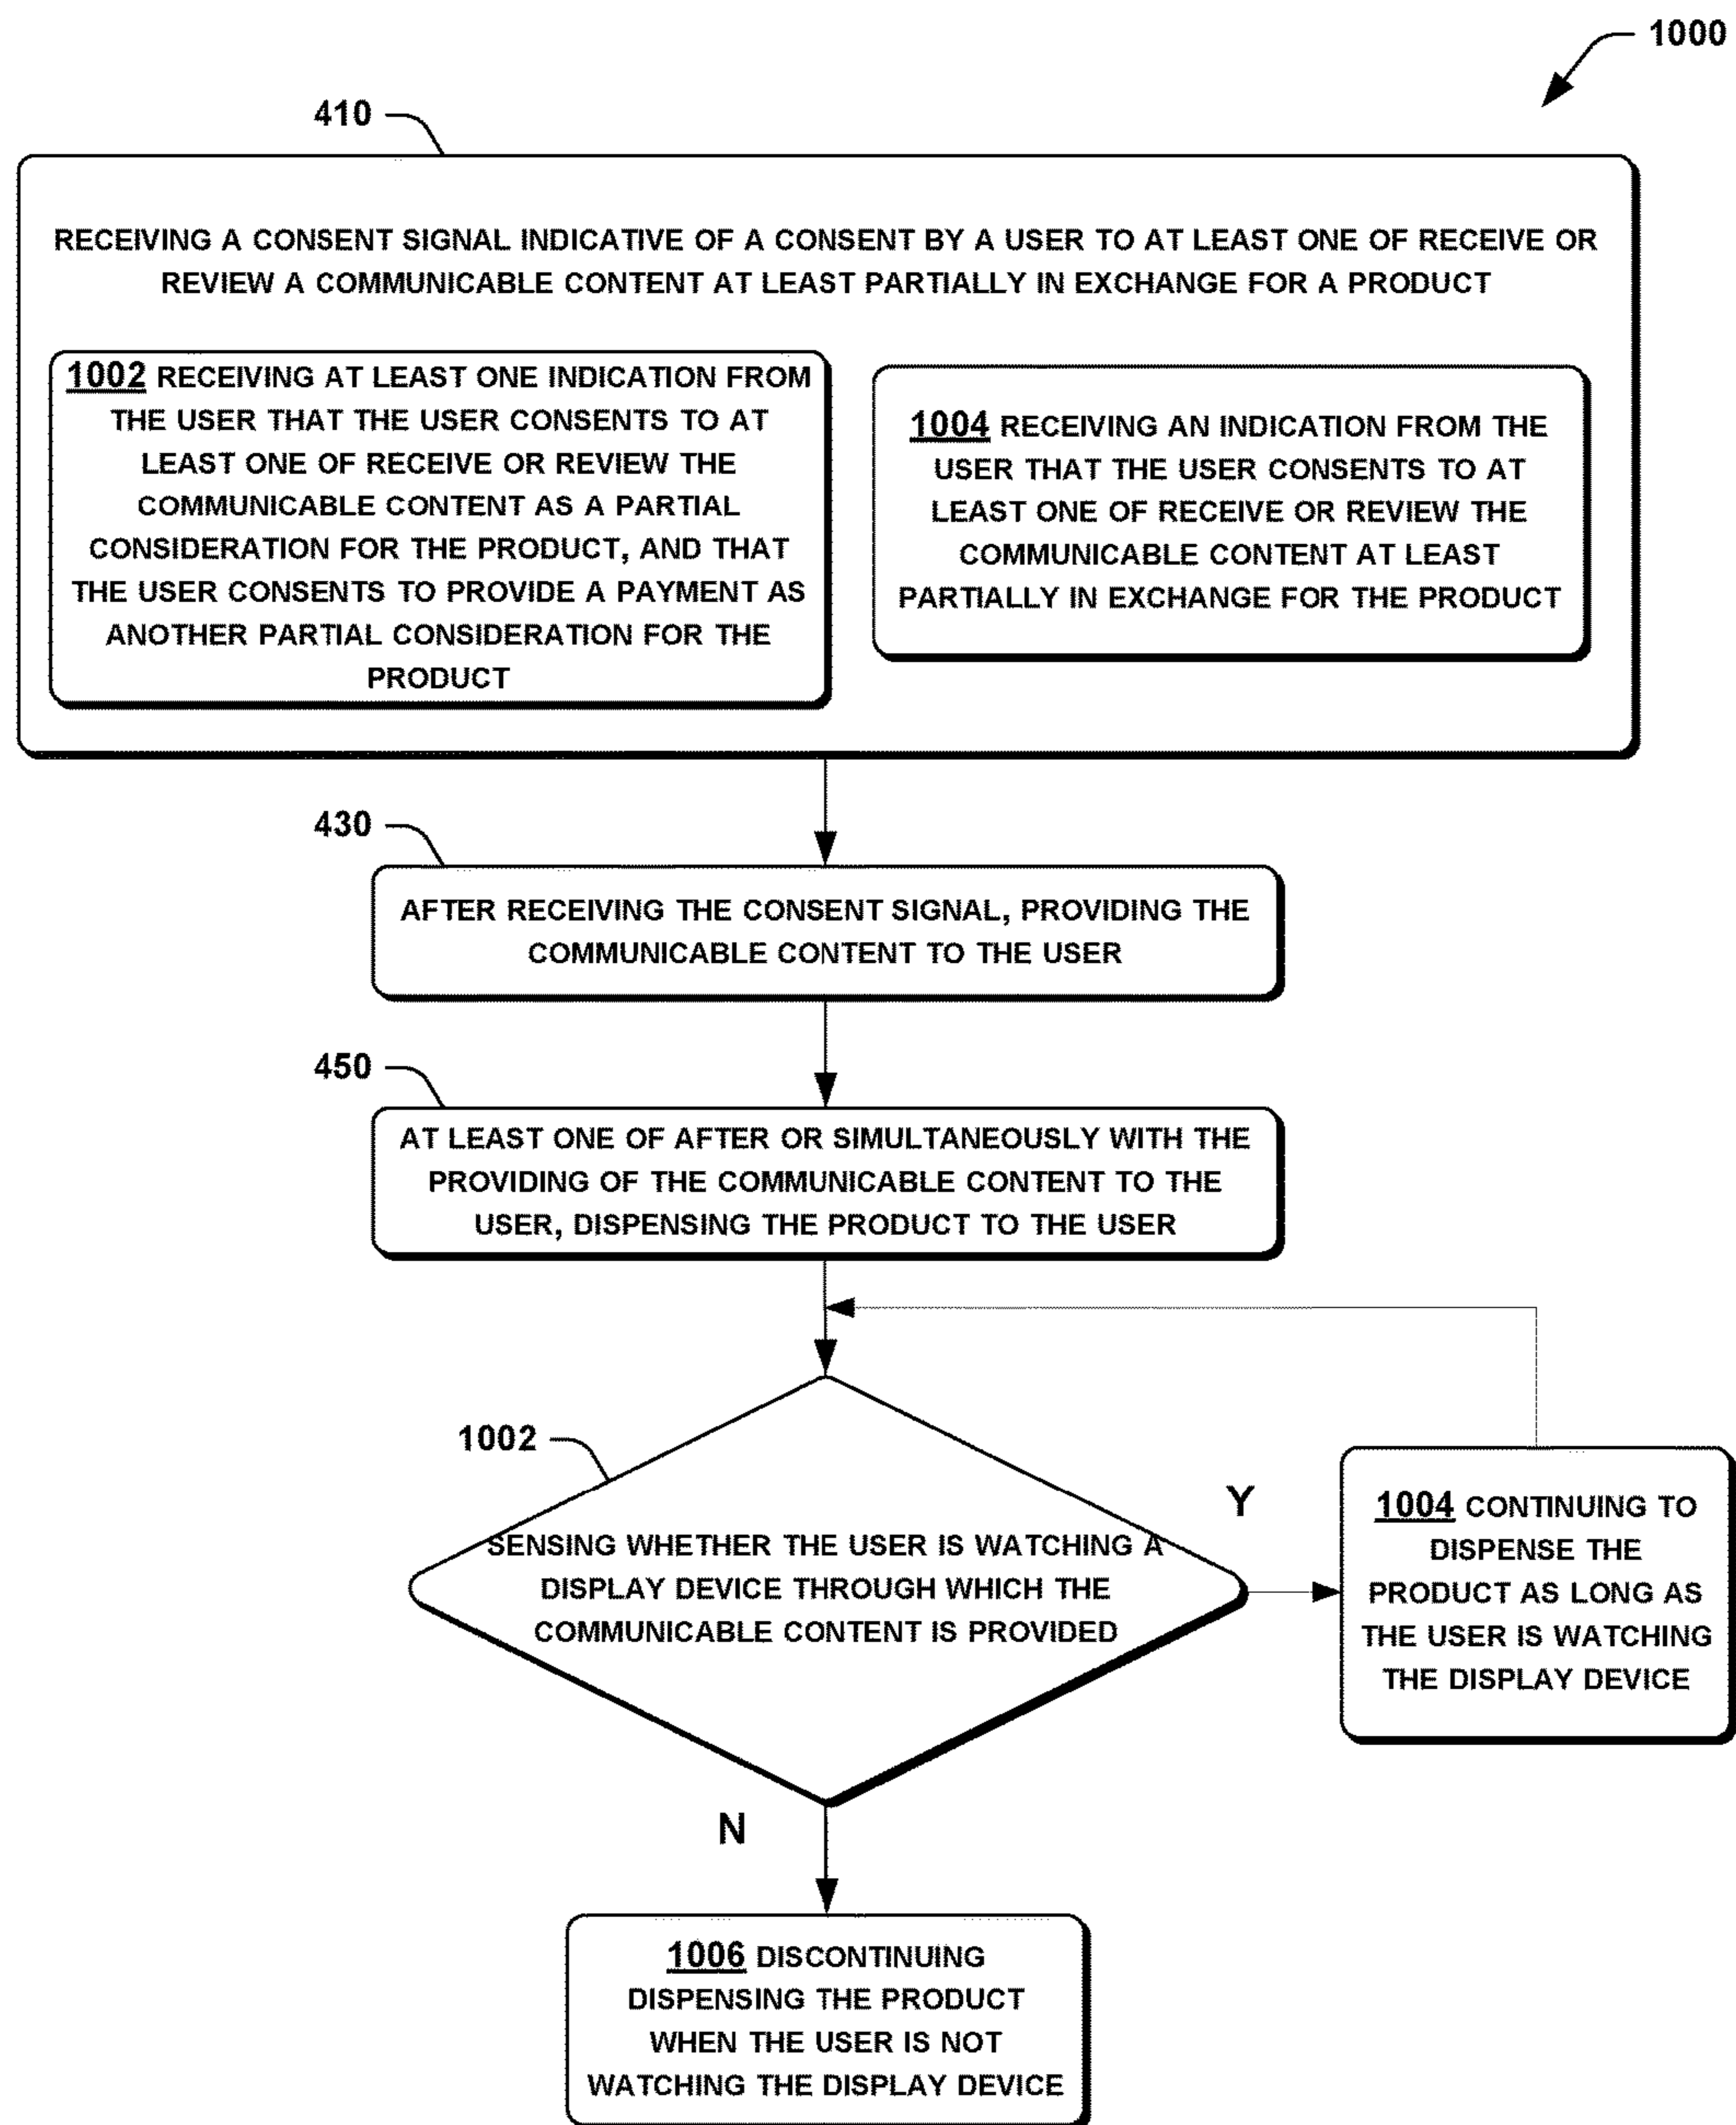 1000
410
RECEIVING A CONSENT SIGNAL INDICATIVE OF A CONSENT BY A USER TO AT LEAST ONE OF RECEIVE OR
REVIEW A COMMUNICABLE CONTENT AT LEAST PARTIALLY IN EXCHANGE FOR A PRODUCT
1002 RECEIVING AT LEAST ONE INDICATION FROM
THE USER THAT THE USER CONSENTS TO AT
LEAST ONE OF RECEIVE OR REVIEW THE
COMMUNICABLE CONTENT AS A PARTIAL
CONSIDERATION FOR THE PRODUCT, AND THAT
THE USER CONSENTS TO PROVIDE A PAYMENT AS
ANOTHER PARTIAL CONSIDERATION FOR THE
PRODUCT
1004 RECEIVING AN INDICATION FROM THE
USER THAT THE USER CONSENTS TO AT
LEAST ONE OF RECEIVE OR REVIEW THE
COMMUNICABLE CONTENT AT LEAST
PARTIALLY IN EXCHANGE FOR THE PRODUCT
430
AFTER RECEIVING THE CONSENT SIGNAL, PROVIDING THE
COMMUNICABLE CONTENT TO THE USER
450
AT LEAST ONE OF AFTER OR SIMULTANEOUSLY WITH THE
PROVIDING OF THE COMMUNICABLE CONTENT TO THE
USER, DISPENSING THE PRODUCT TO THE USER
1002
SENSING WHETHER THE USER IS WATCHING A
DISPLAY DEVICE THROUGH WHICH THE
COMMUNICABLE CONTENT IS PROVIDED
Y
1004 CONTINUING TO
DISPENSE THE
PRODUCT AS LONG AS
THE USER IS WATCHING
THE DISPLAY DEVICE
N
1006 DISCONTINUING
DISPENSING THE PRODUCT
WHEN THE USER IS NOT
WATCHING THE DISPLAY DEVICE